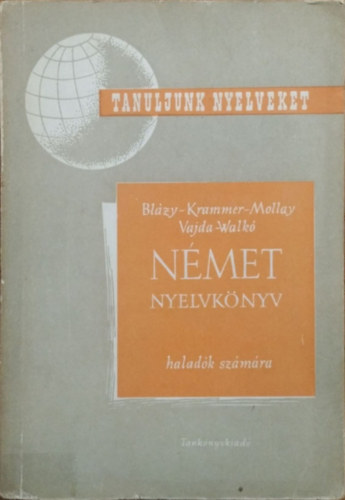 TANULJUNK NYELVEKET
Blázy-Krammer-Mollay
Vajda-Walkó
NÉMET
NYELVKÖNYV
haladók számára
Tankönyvkiadó